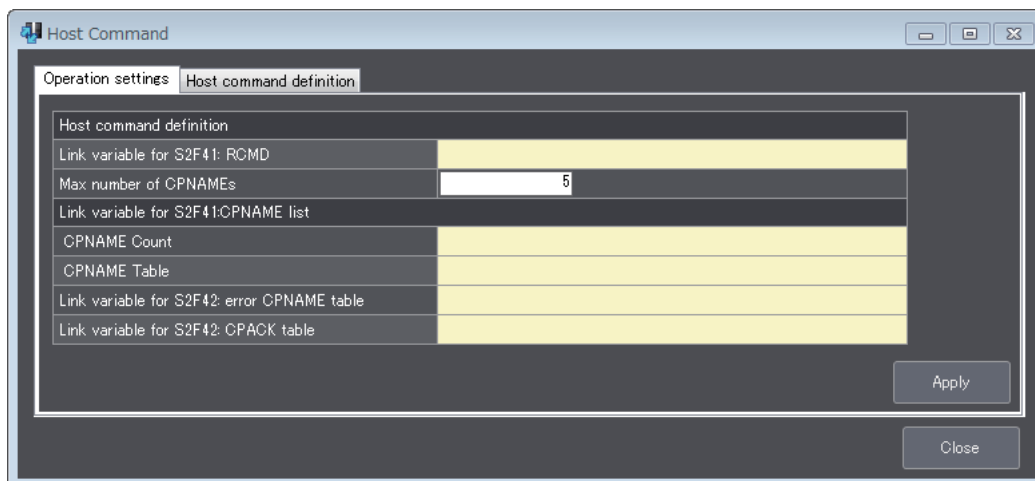 Host Command
Operation settings Host command definition
Host command definition
Link variable for S2F41: RCMD
Max number of CPNAMEs 5
Link variable for S2F41:CPNAME list
CPNAME Count
CPNAME Table
Link variable for S2F42: error CPNAME table
Link variable for S2F42: CPACK table
Apply
Close